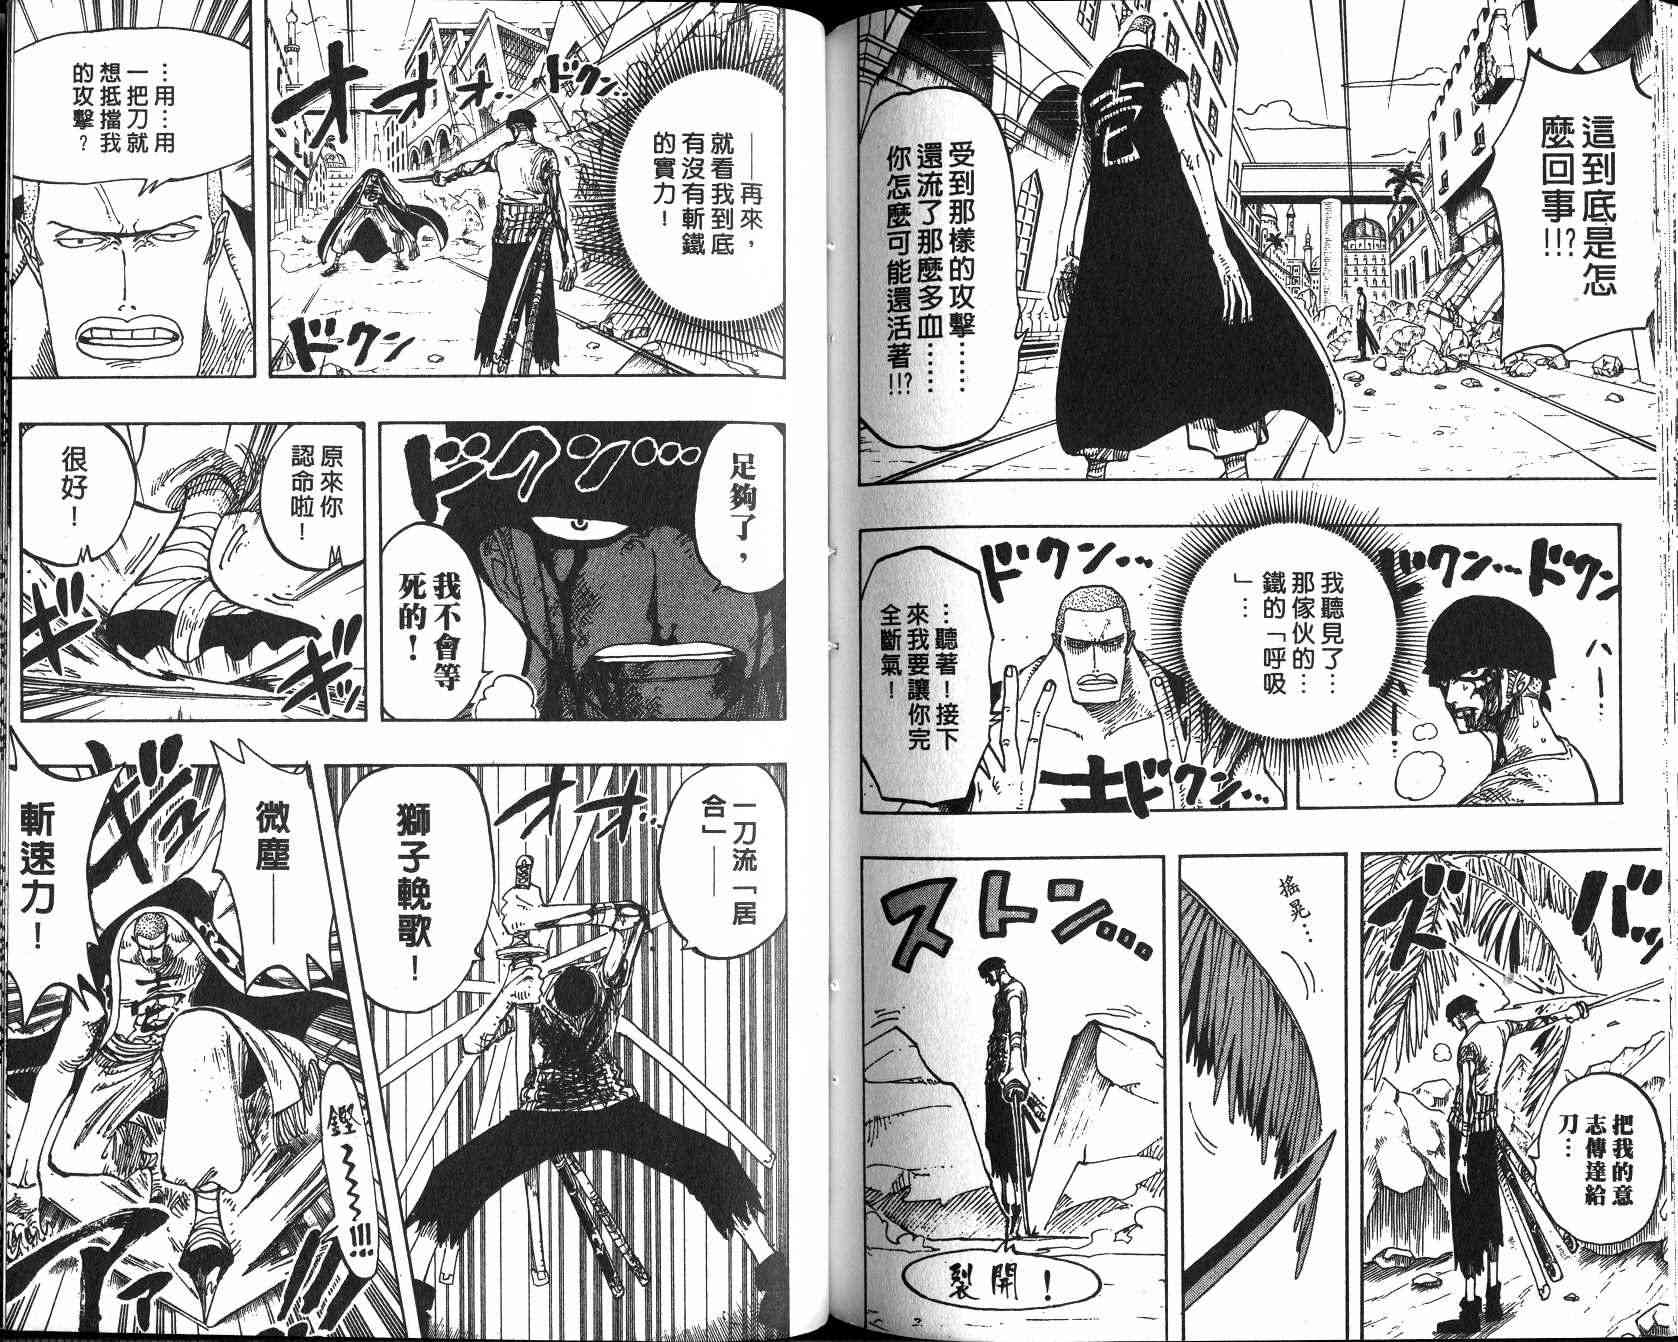 壱
這到底是怎
麼回事!!?
受到那樣的攻擊……
還流了那麼多血……
你怎麼可能還活著!!?
ドクン…ドクン
ハ…
我聽見了…
那傢伙的…
鐵的「呼吸
」…
ドクン…
…聽著！接下
來我要讓你完
全斷氣！
ドクン…
把我的意
志傳達給
刀…
搖晃…
ストン…
裂開！
オオオオ…
ドクン…
——再來，
就看我到底
有沒有斬鐵
的實力！
ドクン
…用…用
一把刀就
想抵擋我
的攻擊？
足夠了，
ドクン…
我不會等
死的！
原來你
認命啦！
很好！
ギギ
ギギ
一刀流「居
合」——
オオオ…
獅子輓歌！
微塵——
斬速力！
ギュ
鏗～～～!!!